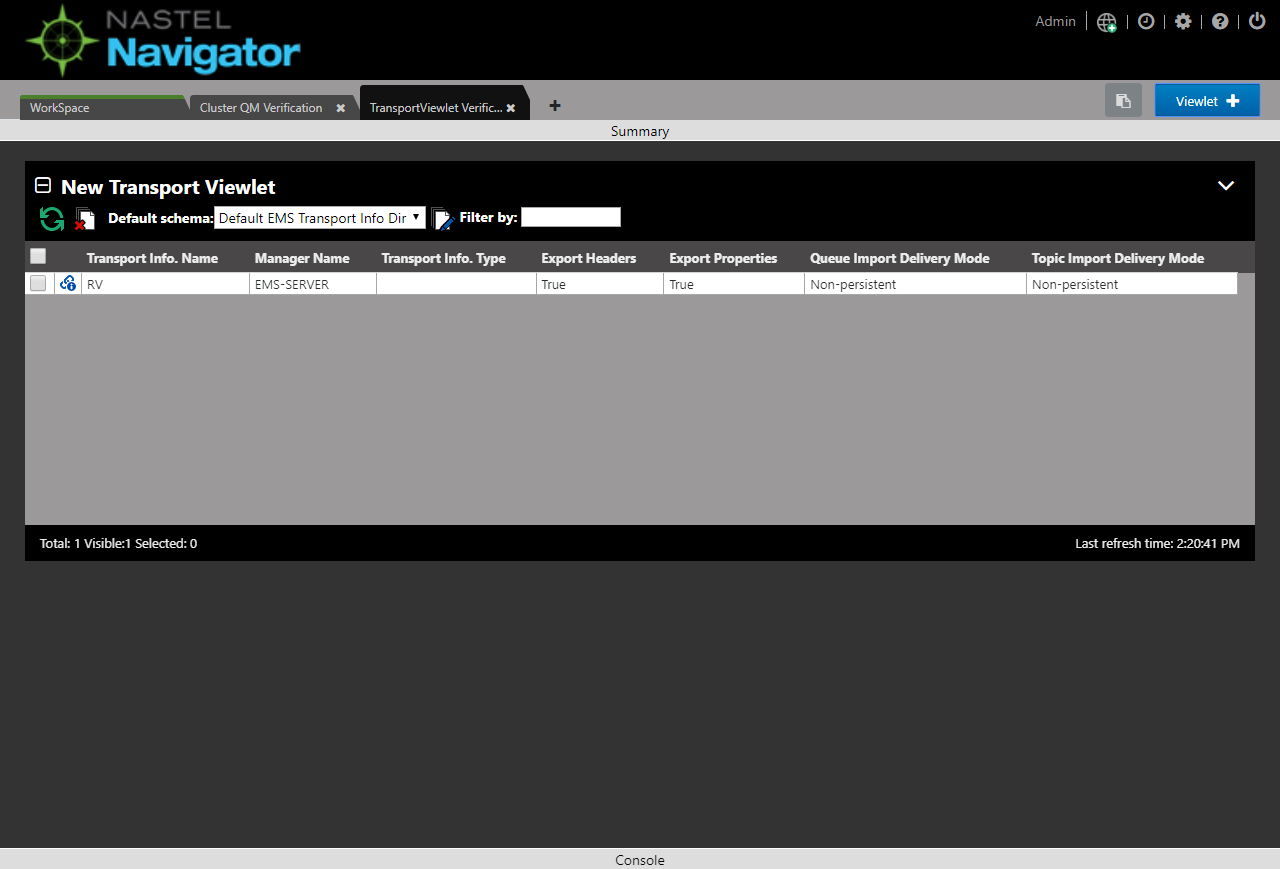 NASTEL
Navigator
Admin
WorkSpace
Cluster QM Verification
TransportViewlet Verific...
Viewlet
Summary
New Transport Viewlet
Default schema: Default EMS Transport Info Dir Filter by:
Transport Info. Name Manager Name Transport Info. Type Export Headers Export Properties Queue Import Delivery Mode Topic Import Delivery Mode
RV EMS-SERVER True True Non-persistent Non-persistent
Total: 1 Visible:1 Selected: 0
Last refresh time: 2:20:41 PM
Console